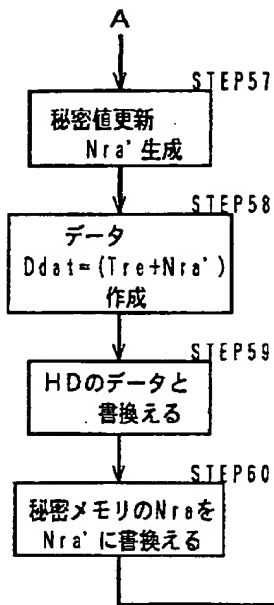 A
STEP57
秘密値更新
Nra' 生成
STEP58
データ
Ddat=(Tre+Nra')
作成
STEP59
HDのデータと
書換える
STEP60
秘密メモリのNraを
Nra' に書換える